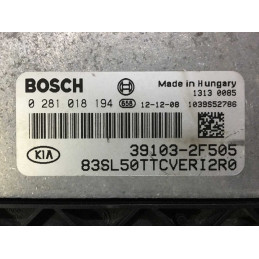 BOSCH
Made in Hungary
1313 0085
0 281 018 194 658 12-12-08 1039S52786
KIA
39103-2F505
83SL50TTCVERI2R0